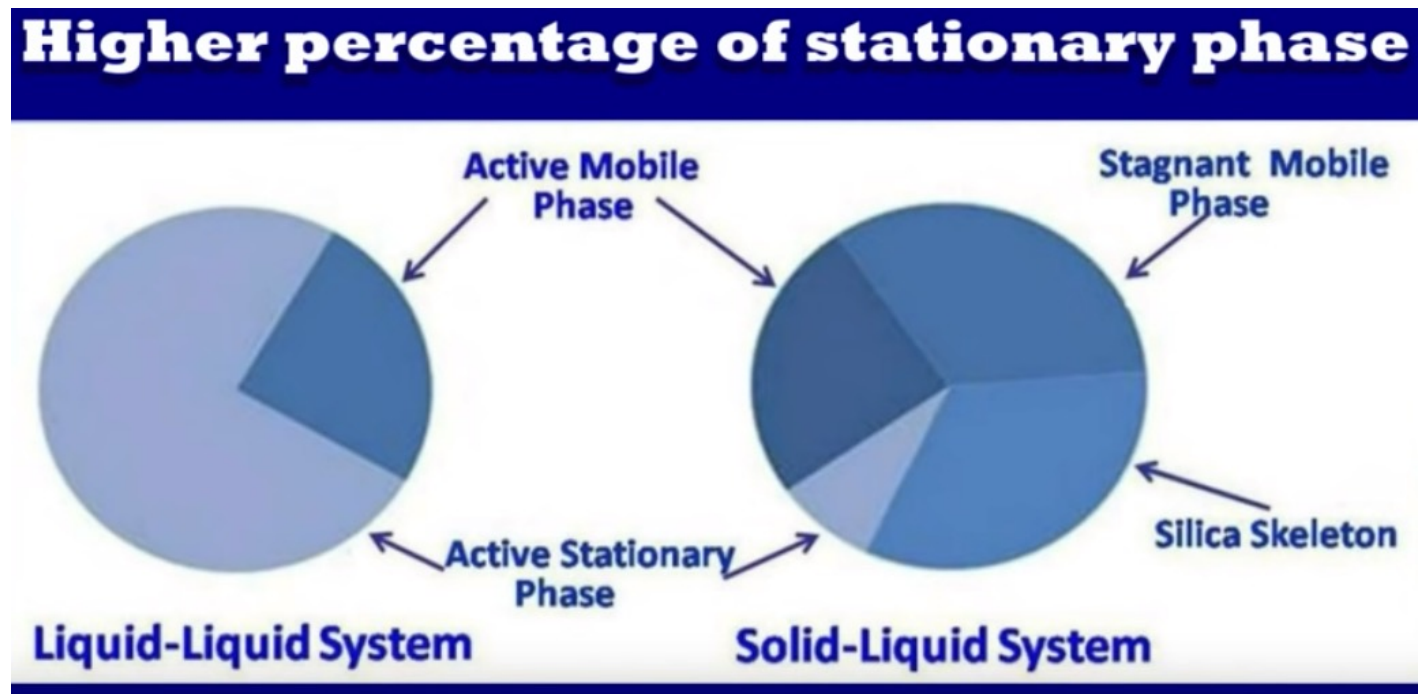 Higher percentage of stationary phase
Active Mobile
Phase
Stagnant Mobile
Phase
Silica Skeleton
Active Stationary
Phase
Liquid-Liquid System
Solid-Liquid System